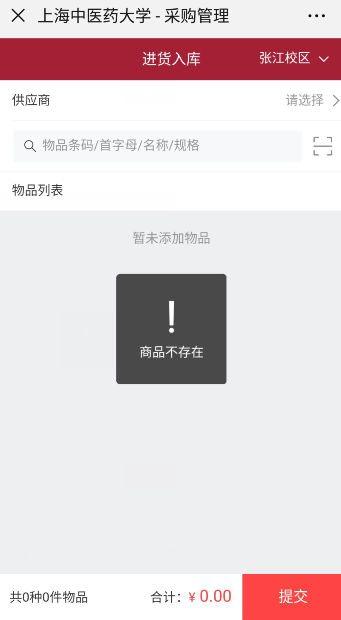 上海中医药大学 - 采购管理
进货入库
张江校区
供应商
请选择
物品条码/首字母/名称/规格
物品列表
暂未添加物品
!
商品不存在
共0种0件物品
合计: ¥ 0.00
提交